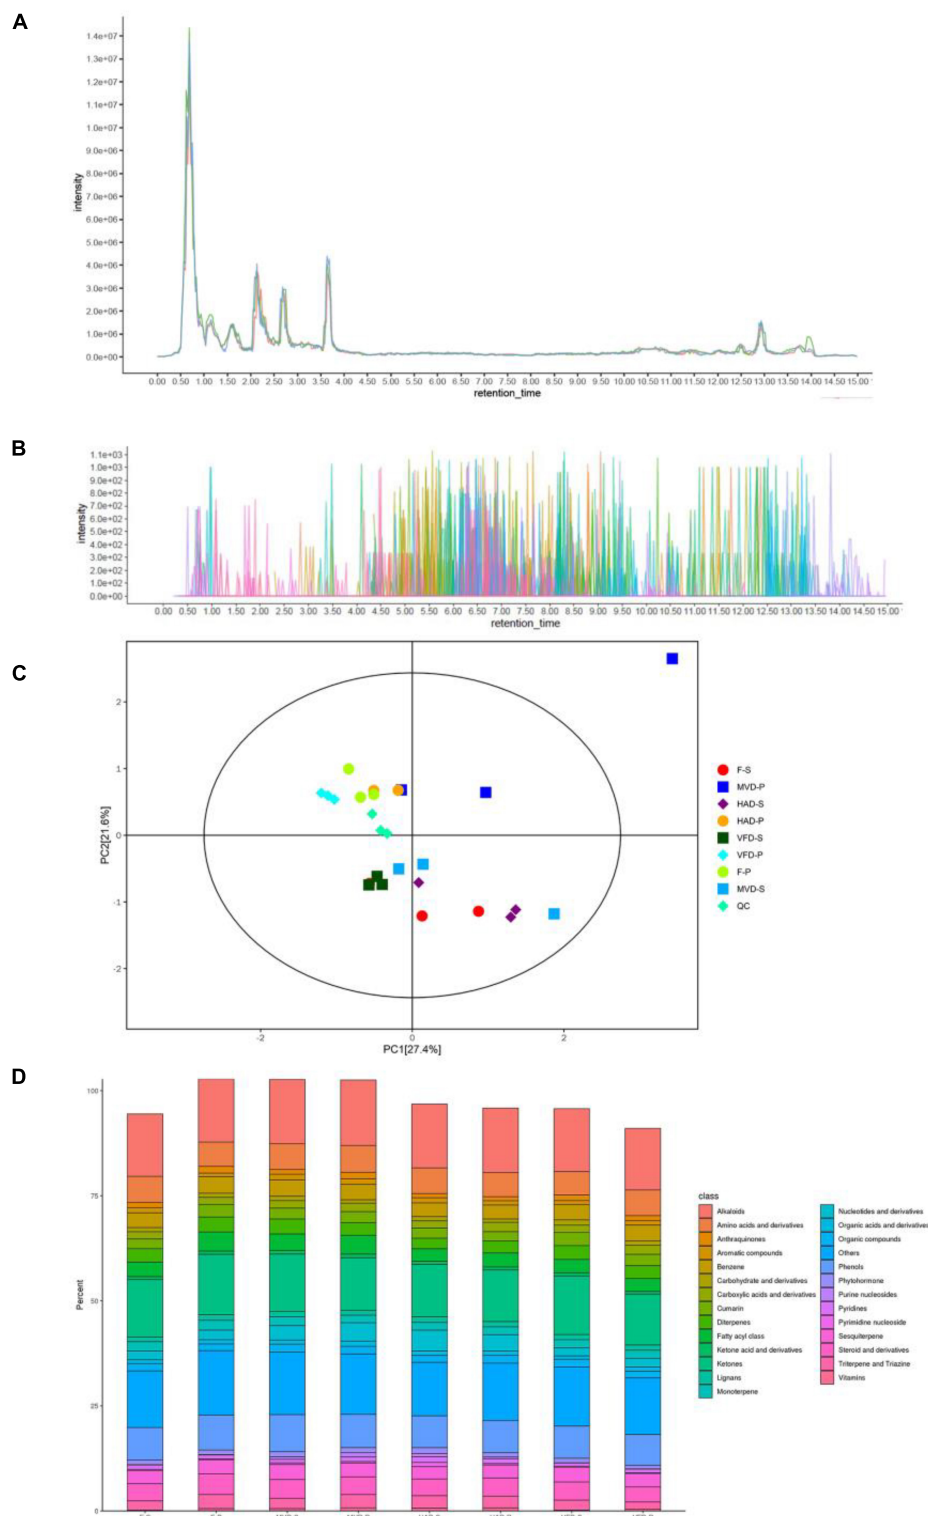 A
1.4e+07
1.3e+07
1.2e+07
1.1e+07
1.0e+07
9.0e+06
8.0e+06
7.0e+06
6.0e+06
5.0e+06
4.0e+06
3.0e+06
2.0e+06
1.0e+06
0.0e+00
intensity
0.00 0.50 1.00 1.50 2.00 2.50 3.00 3.50 4.00 4.50 5.00 5.50 6.00 6.50 7.00 7.50 8.00 8.50 9.00 9.50 10.00 10.50 11.00 11.50 12.00 12.50 13.00 13.50 14.00 14.50 15.00
retention_time
B
1.1e+03
1.0e+03
9.0e+02
8.0e+02
7.0e+02
6.0e+02
5.0e+02
4.0e+02
3.0e+02
2.0e+02
1.0e+02
0.0e+00
intensity
0.00 0.50 1.00 1.50 2.00 2.50 3.00 3.50 4.00 4.50 5.00 5.50 6.00 6.50 7.00 7.50 8.00 8.50 9.00 9.50 10.00 10.50 11.00 11.50 12.00 12.50 13.00 13.50 14.00 14.50 15.00
retention_time
C
2
1
0
-1
-2
PC2[21.6%]
-2 0 2
PC1[27.4%]
F-S
MVD-P
HAD-S
HAD-P
VFD-S
VFD-P
F-P
MVD-S
QC
D
100
75
50
25
0
Percent
class
Alkaloids
Amino acids and derivatives
Anthraquinones
Aromatic compounds
Benzene
Carbohydrate and derivatives
Carboxylic acids and derivatives
Cumarin
Diterpenes
Fatty acyl class
Ketone acid and derivatives
Ketones
Lignans
Monoterpene
Nucleotides and derivatives
Organic acids and derivatives
Organic compounds
Others
Phenols
Phytohormone
Purine nucleosides
Pyridines
Pyrimidine nucleoside
Sesquiterpene
Steroid and derivatives
Triterpene and Triazine
Vitamins